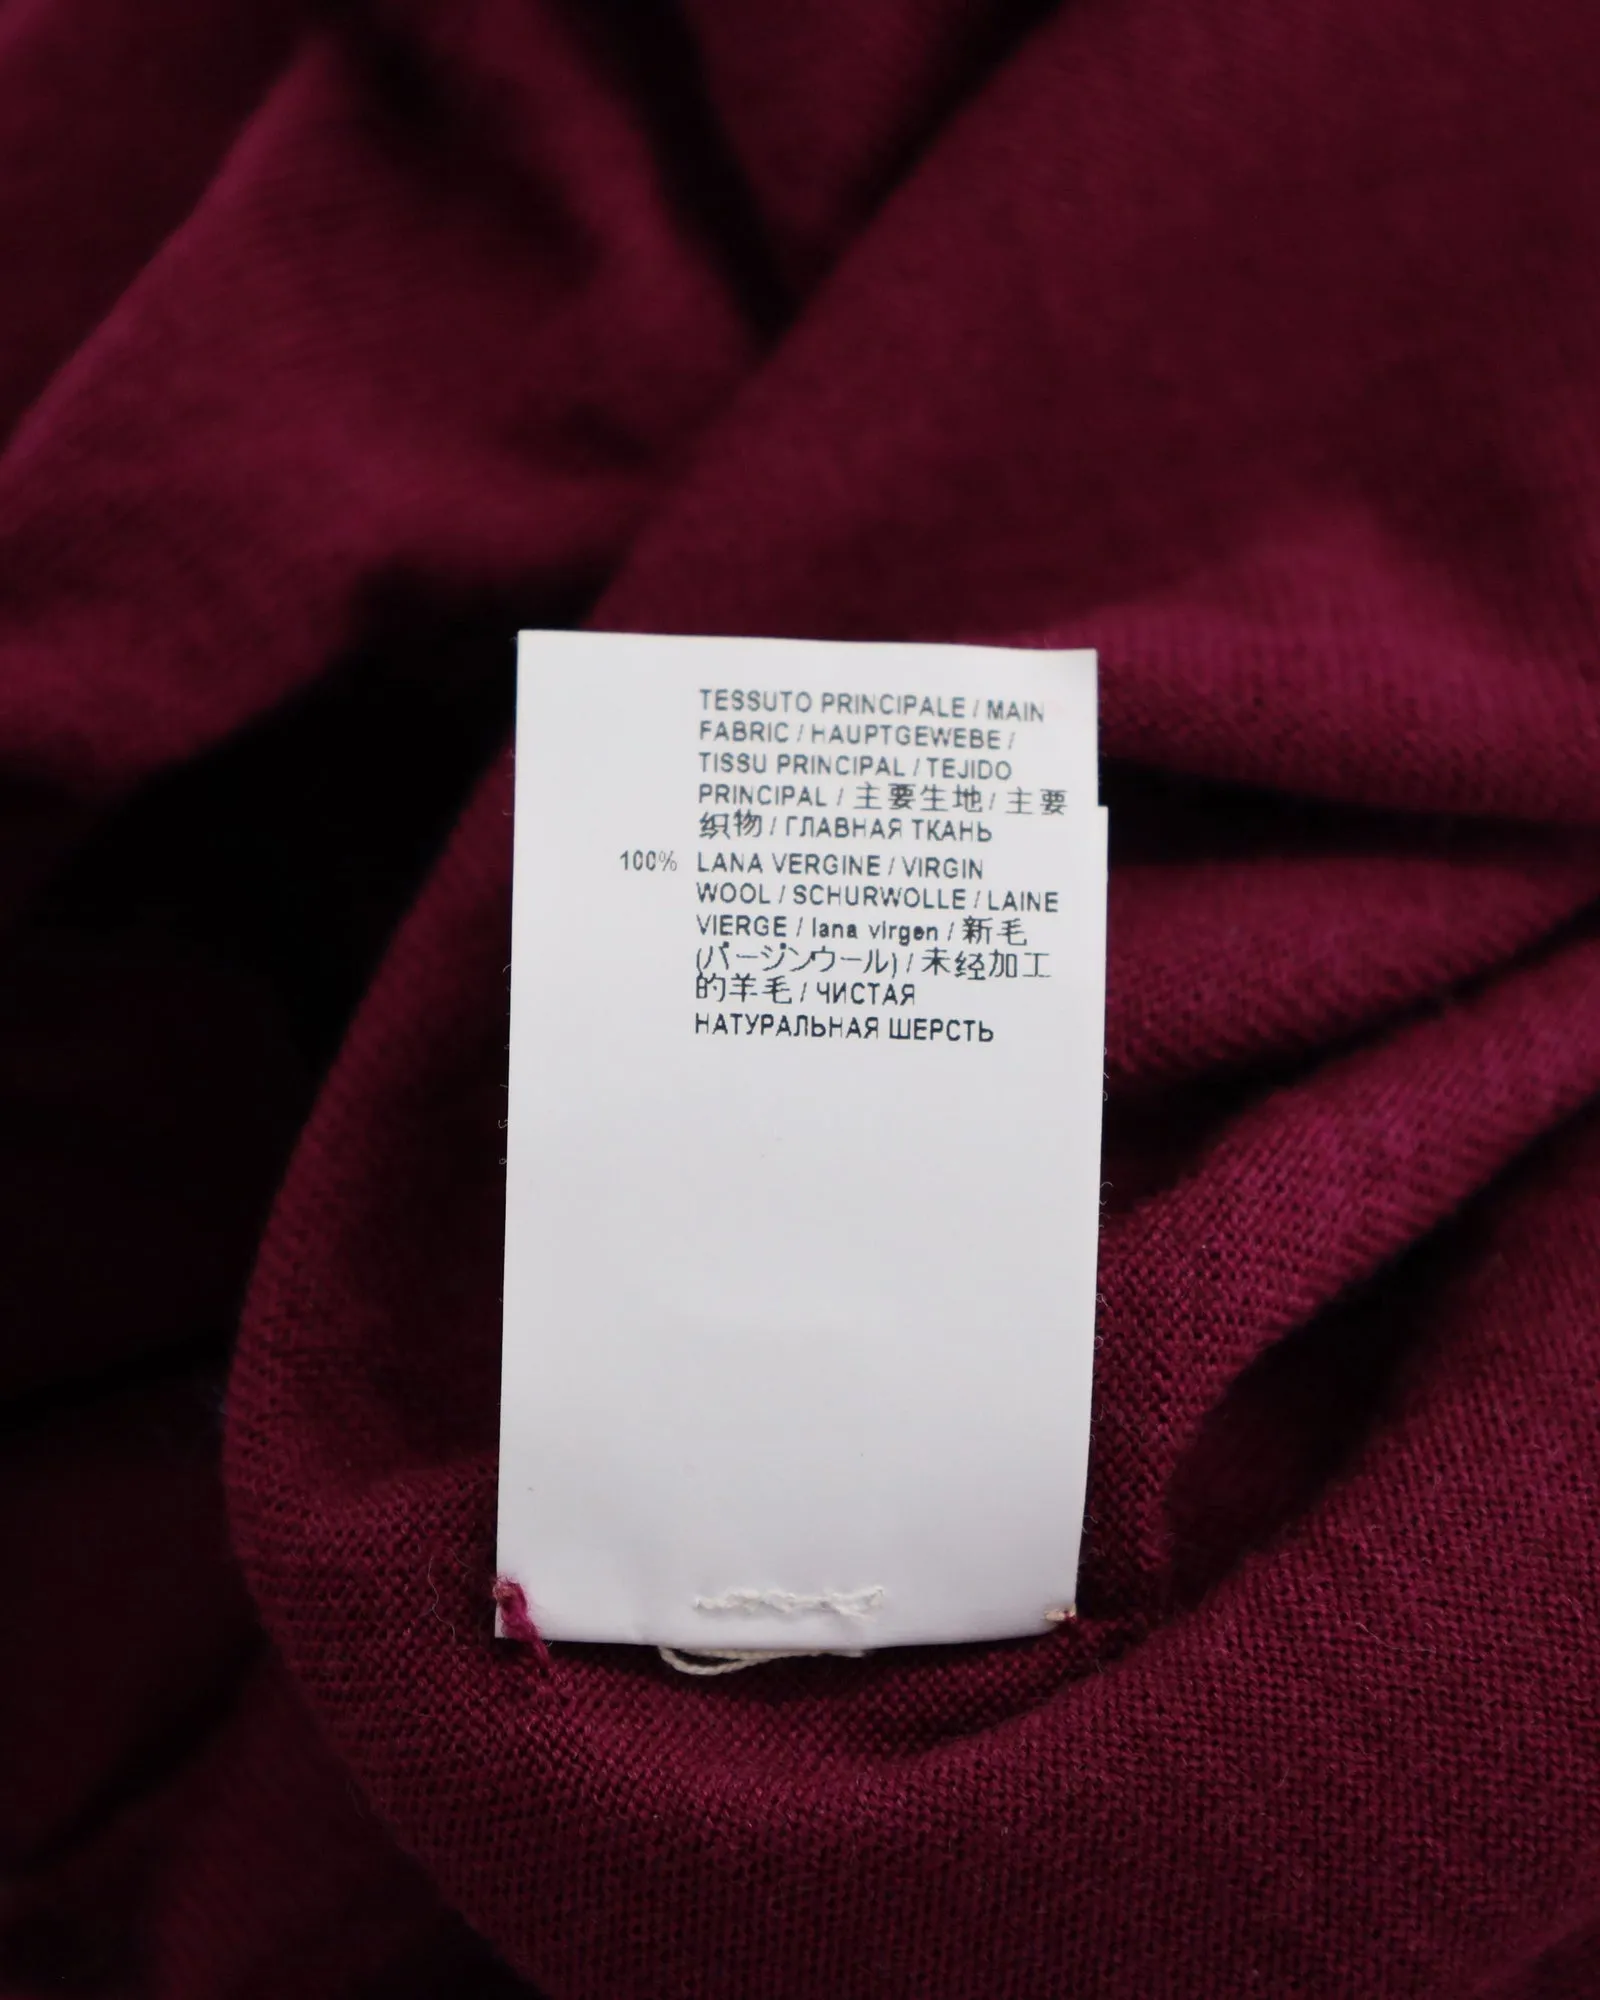 TESSUTO PRINCIPALE / MAIN
FABRIC / HAUPTGEWEBE /
TISSU PRINCIPAL / TEJIDO
PRINCIPAL / 主要生地 / 主要
织物 / ГЛАВНАЯ ТКАНЬ
100% LANA VERGINE / VIRGIN
WOOL / SCHURWOLLE / LAINE
VIERGE / lana virgen / 新毛
(バージンウール) / 未经加工
的羊毛 / ЧИСТАЯ
НАТУРАЛЬНАЯ ШЕРСТЬ